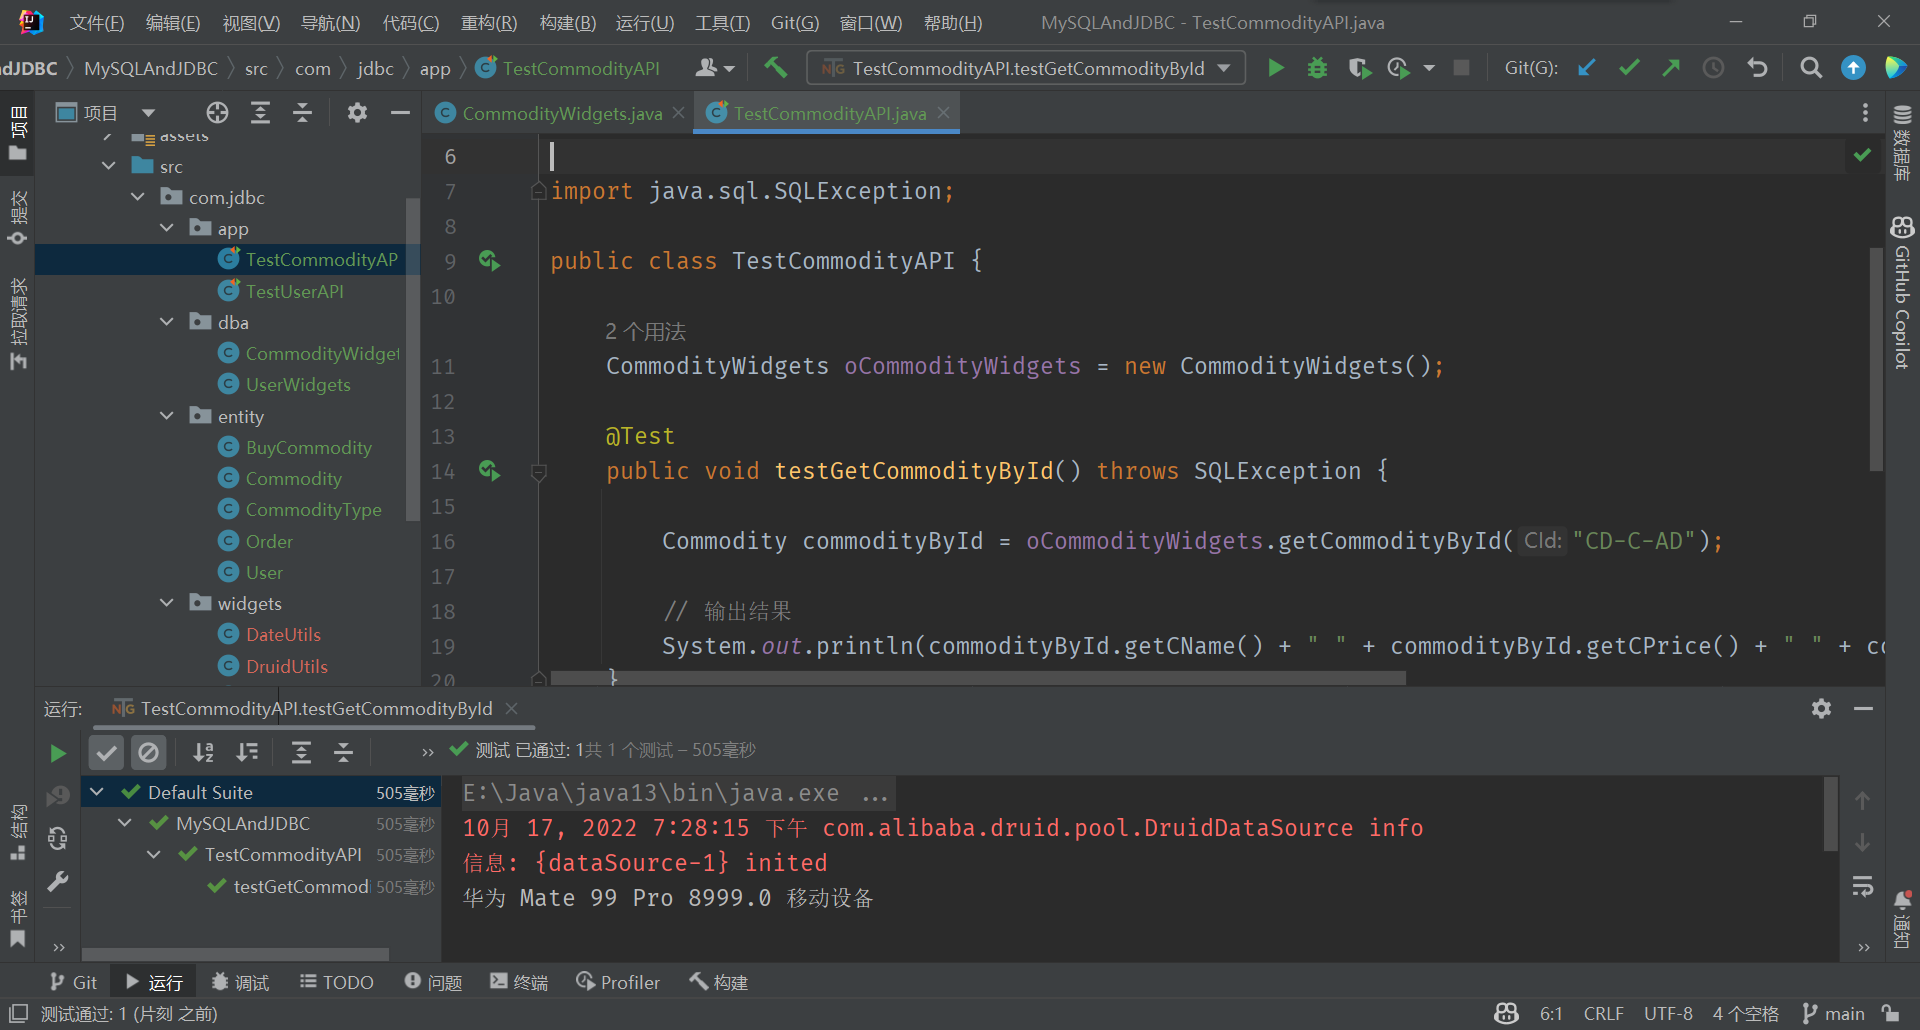 文件(F) 编辑(E) 视图(V) 导航(N) 代码(C) 重构(R) 构建(B) 运行(U) 工具(T) Git(G) 窗口(W) 帮助(H) MySQLAndJDBC - TestCommodityAPI.java
dJDBC MySQLAndJDBC src com jdbc app TestCommodityAPI TestCommodityAPI.testGetCommodityById Git(G):
项目
项目
提交
拉取请求
结构
书签
assets
src
com.jdbc
app
TestCommodityAP
TestUserAPI
dba
CommodityWidget
UserWidgets
entity
BuyCommodity
Commodity
CommodityType
Order
User
widgets
DateUtils
DruidUtils
CommodityWidgets.java TestCommodityAPI.java
6
7 import java.sql.SQLException;
8
9 public class TestCommodityAPI {
10
2 个用法
11 CommodityWidgets oCommodityWidgets = new CommodityWidgets();
12
13 @Test
14 public void testGetCommodityById() throws SQLException {
15
16 Commodity commodityById = oCommodityWidgets.getCommodityById( CId: "CD-C-AD");
17
18 // 输出结果
19 System.out.println(commodityById.getCName() + " " + commodityById.getCPrice() + " " + co
20 }
数据库
GitHub Copilot
通知
运行: TestCommodityAPI.testGetCommodityById
测试 已通过: 1共 1 个测试 – 505毫秒
Default Suite 505毫秒
MySQLAndJDBC 505毫秒
TestCommodityAPI 505毫秒
testGetCommodi 505毫秒
E:\Java\java13\bin\java.exe ...
10月 17, 2022 7:28:15 下午 com.alibaba.druid.pool.DruidDataSource info
信息: {dataSource-1} inited
华为 Mate 99 Pro 8999.0 移动设备
Git 运行 调试 TODO 问题 终端 Profiler 构建
测试通过: 1 (片刻 之前) 6:1 CRLF UTF-8 4 个空格 main